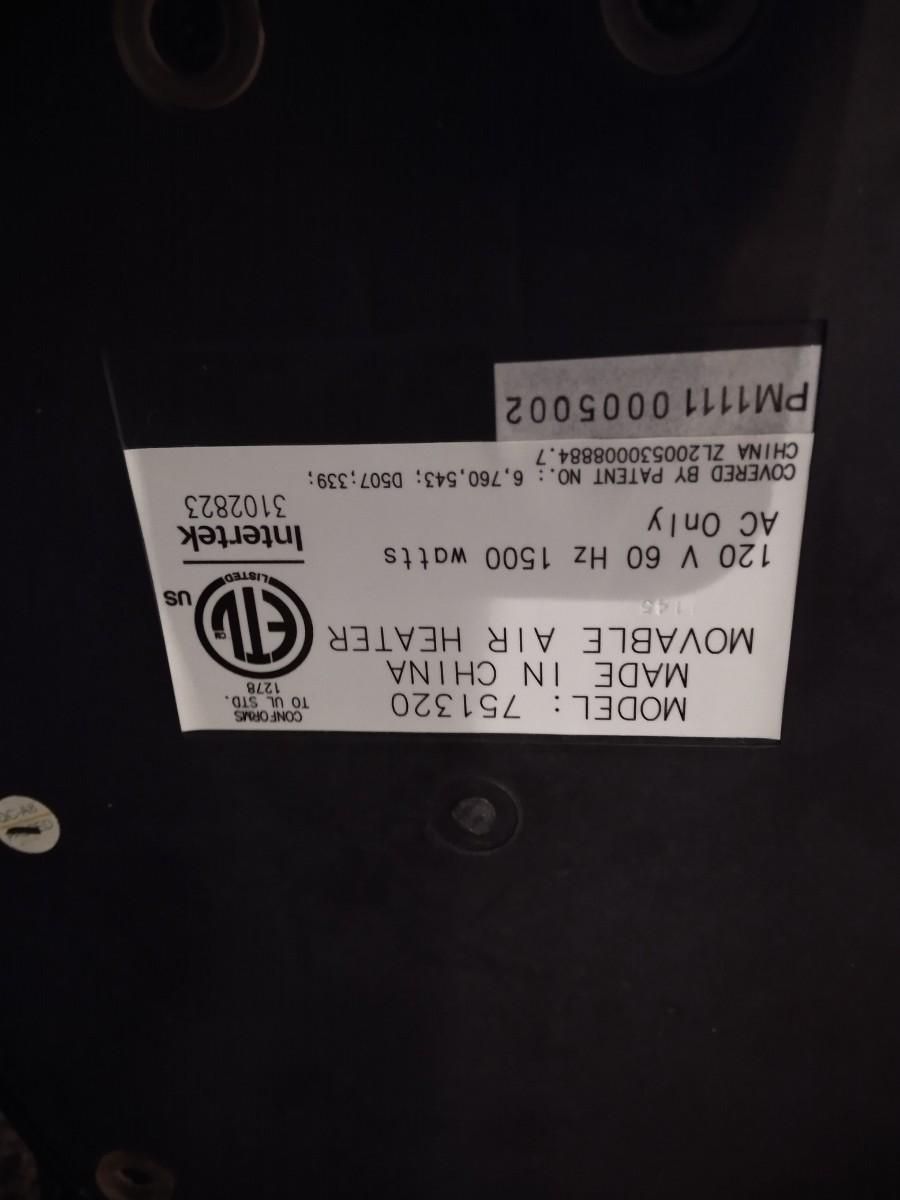 CONFORMS
TO UL STD.
1278
ETL
CM
LISTED
US
Intertek
3102823
MODEL: 751320
MADE IN CHINA
MOVABLE AIR HEATER
1145
120 V 60 Hz 1500 watts
AC Only
COVERED BY PATENT NO.: 6,760,543; D507;339;
CHINA ZL200530008884.7
PM1111 0005002